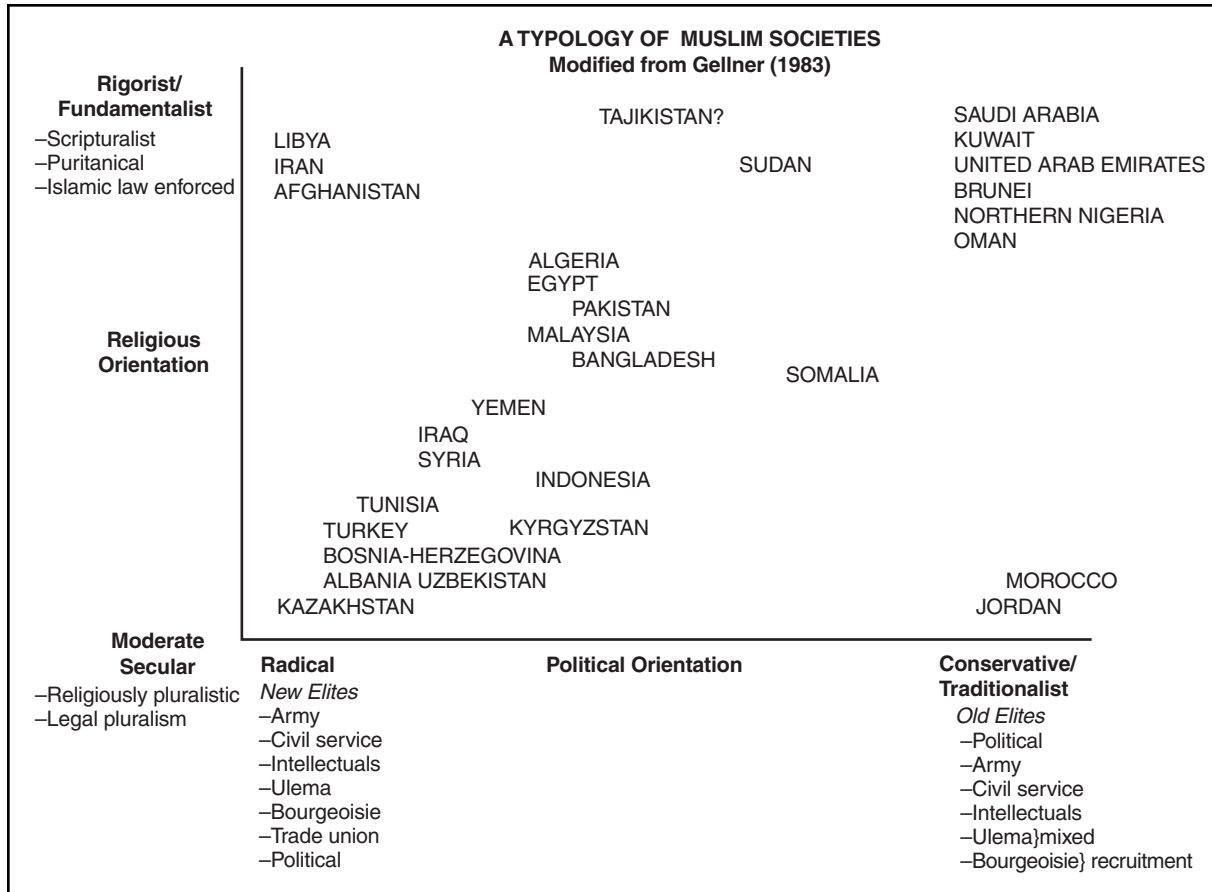 A TYPOLOGY OF MUSLIM SOCIETIES
Modified from Gellner (1983)
Rigorist/
Fundamentalist
–Scripturalist
–Puritanical
–Islamic law enforced
TAJIKISTAN?
SAUDI ARABIA
LIBYA
KUWAIT
IRAN
SUDAN
UNITED ARAB EMIRATES
AFGHANISTAN
BRUNEI
NORTHERN NIGERIA
OMAN
ALGERIA
EGYPT
PAKISTAN
Religious
Orientation
MALAYSIA
BANGLADESH
SOMALIA
YEMEN
IRAQ
SYRIA
INDONESIA
TUNISIA
TURKEY
KYRGYZSTAN
BOSNIA-HERZEGOVINA
ALBANIA UZBEKISTAN
MOROCCO
KAZAKHSTAN
JORDAN
Moderate
Secular
–Religiously pluralistic
–Legal pluralism
Radical
New Elites
–Army
–Civil service
–Intellectuals
–Ulema
–Bourgeoisie
–Trade union
–Political
Political Orientation
Conservative/
Traditionalist
Old Elites
–Political
–Army
–Civil service
–Intellectuals
–Ulema}mixed
–Bourgeoisie} recruitment